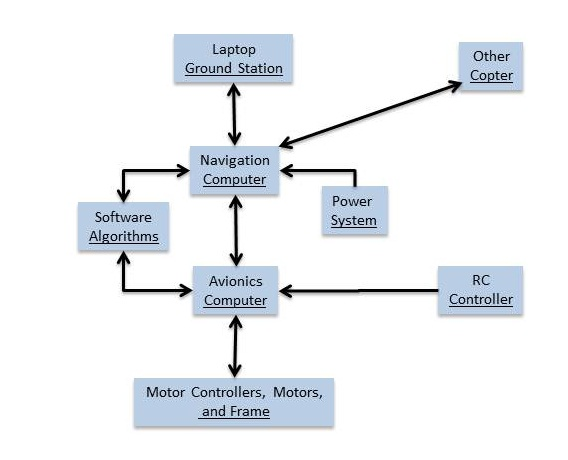 Laptop
Ground Station
Other
Copter
Navigation
Computer
Power
System
Software
Algorithms
Avionics
Computer
RC
Controller
Motor Controllers, Motors,
and Frame